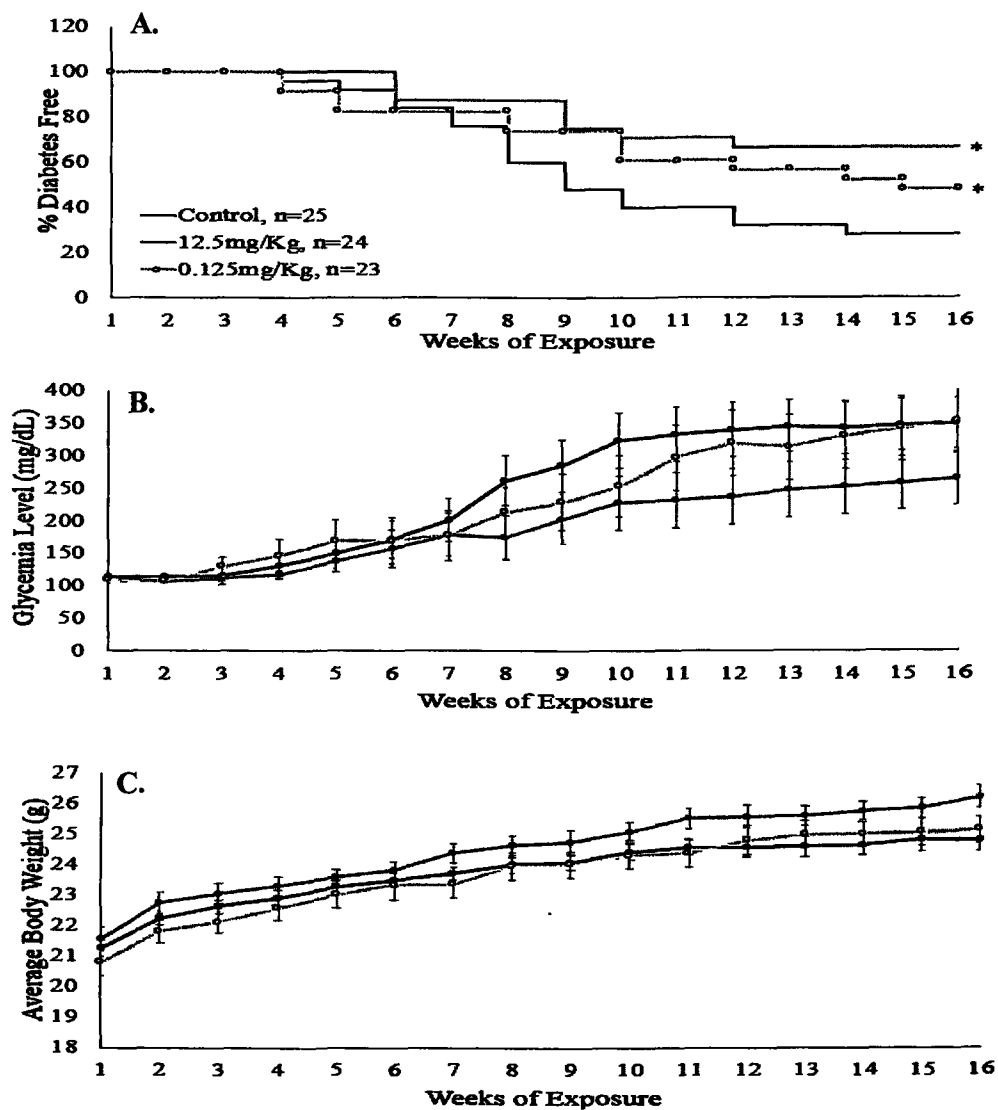 A.
120
100
80
60
40
20
0
% Diabetes Free
Control, n=25
12.5mg/Kg, n=24
0.125mg/Kg, n=23
*
*
1 2 3 4 5 6 7 8 9 10 11 12 13 14 15 16
Weeks of Exposure
B.
400
350
300
250
200
150
100
50
0
Glycemia Level (mg/dL)
1 2 3 4 5 6 7 8 9 10 11 12 13 14 15 16
Weeks of Exposure
C.
27
26
25
24
23
22
21
20
19
18
Average Body Weight (g)
1 2 3 4 5 6 7 8 9 10 11 12 13 14 15 16
Weeks of Exposure